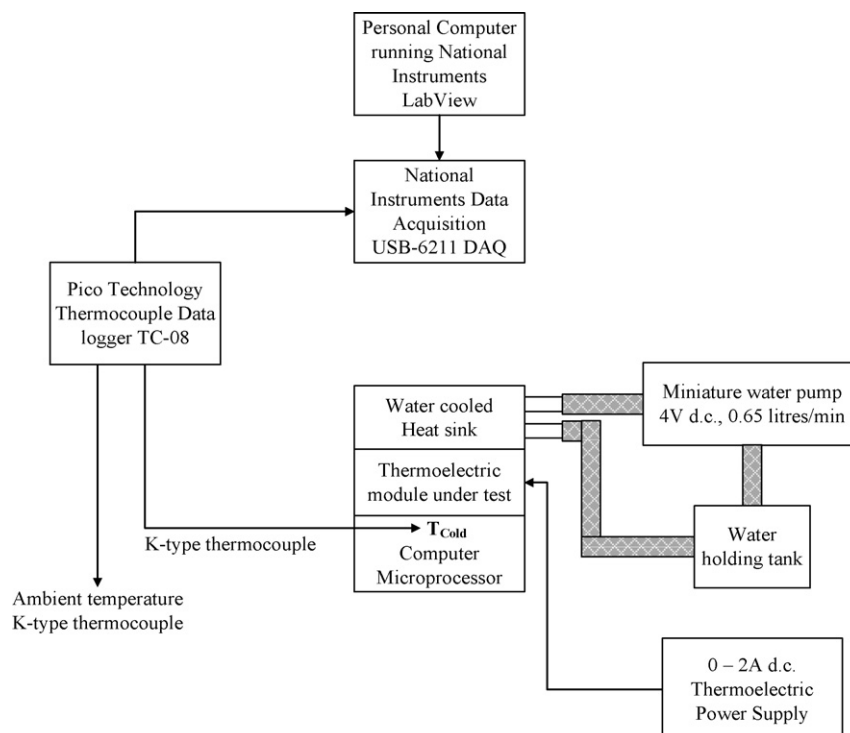 Personal Computer
running National
Instruments
LabView
National
Instruments Data
Acquisition
USB-6211 DAQ
Pico Technology
Thermocouple Data
logger TC-08
Water cooled
Heat sink
Miniature water pump
4V d.c., 0.65 litres/min
Thermoelectric
module under test
K-type thermocouple
T_Cold
Computer
Microprocessor
Water
holding tank
Ambient temperature
K-type thermocouple
0 – 2A d.c.
Thermoelectric
Power Supply